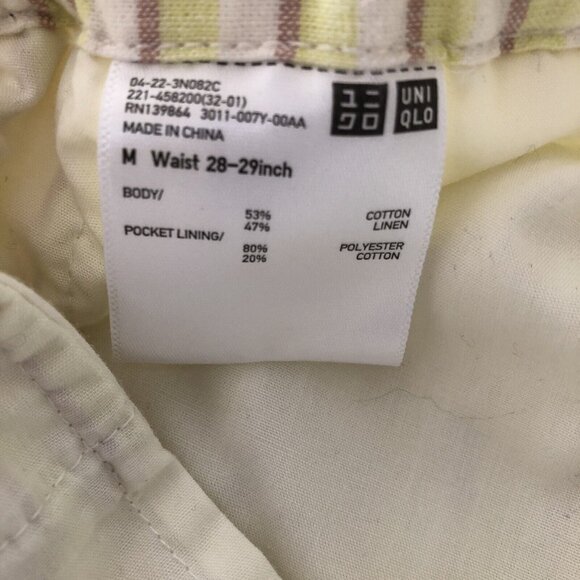 04-22-3N082C
221-458200(32-01)
RN139864 3011-007Y-00AA
MADE IN CHINA
ユニ
クロ
UNI
QLO
M Waist 28-29inch
BODY/
53% COTTON
47% LINEN
POCKET LINING/
80% POLYESTER
20% COTTON